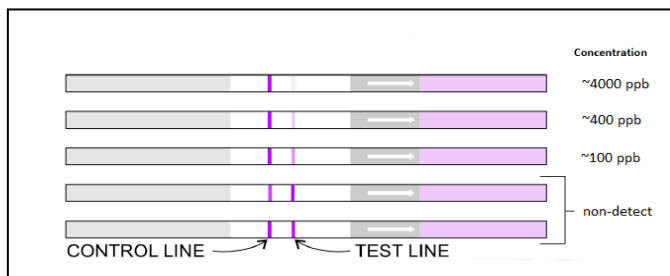 Concentration
~4000 ppb
~400 ppb
~100 ppb
non-detect
CONTROL LINE
TEST LINE